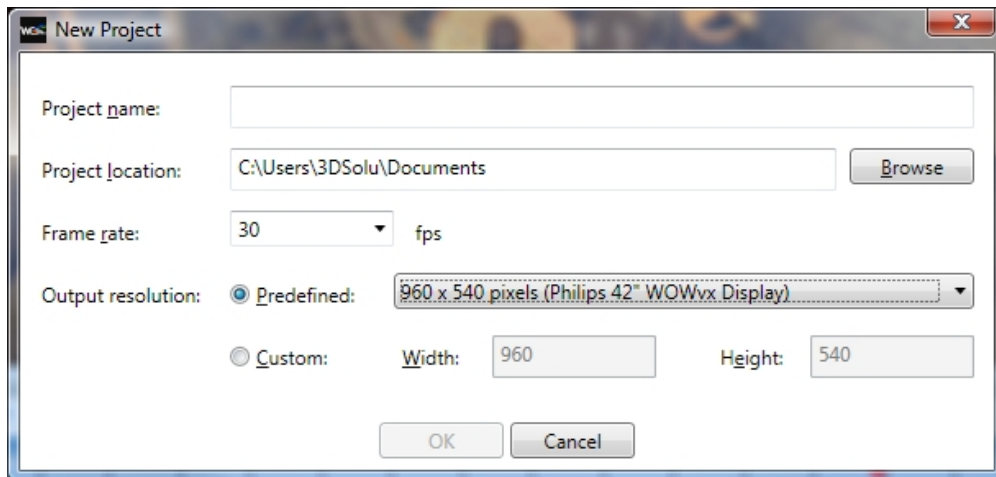 New Project
Project name:
Project location: C:\Users\3DSolu\Documents Browse
Frame rate: 30 fps
Output resolution: Predefined: 960 x 540 pixels (Philips 42" WOWvx Display)
Custom: Width: 960 Height: 540
OK Cancel